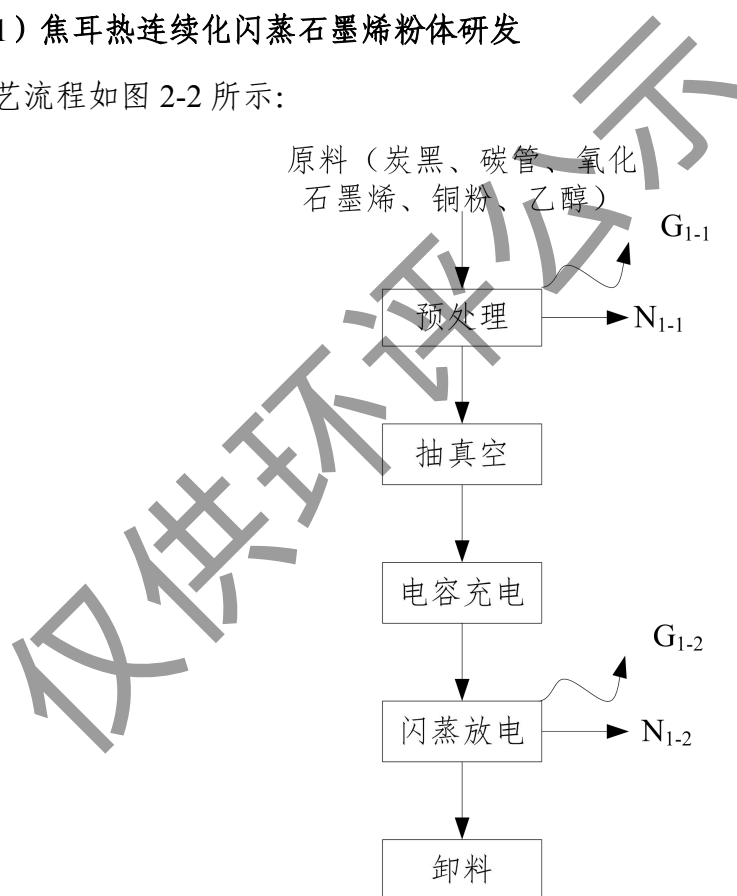 1）焦耳热连续化闪蒸石墨烯粉体研发
艺流程如图 2-2 所示：
原料（炭黑、碳管、氧化
石墨烯、铜粉、乙醇）
G1-1
预处理
N1-1
抽真空
电容充电
G1-2
闪蒸放电
N1-2
卸料
仅供环评公示